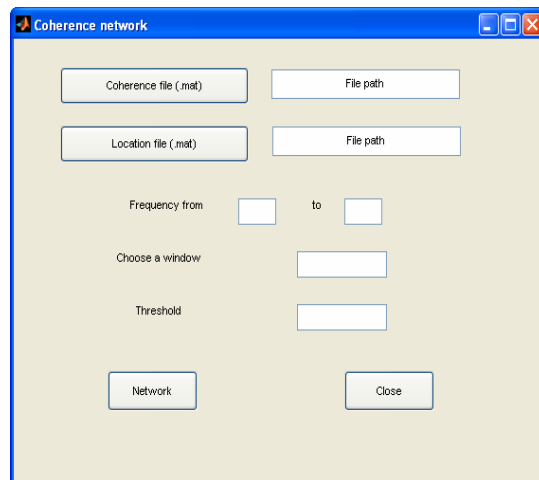 Coherence network
Coherence file (.mat) File path
Location file (.mat) File path
Frequency from to
Choose a window
Threshold
Network Close